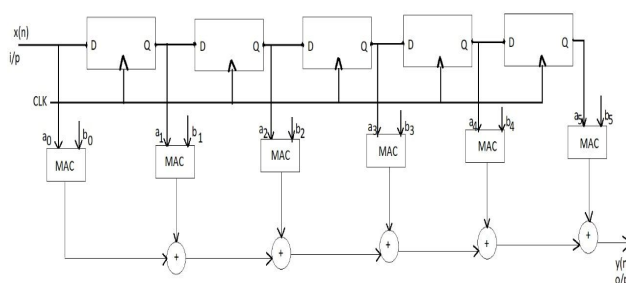 x(n)
i/p
D Q D Q D Q D Q D Q
CLK
a0 b0 a1 b1 a2 b2 a3 b3 a4 b4 a5 b5
MAC MAC MAC MAC MAC MAC
+ + + + +
y(n
o/p